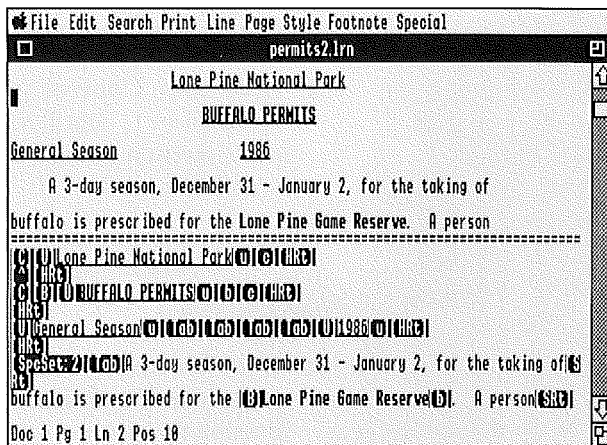 File Edit Search Print Line Page Style Footnote Special
permits2.lrn
Lone Pine National Park
BUFFALO PERMITS
General Season 1986
A 3-day season, December 31 - January 2, for the taking of
buffalo is prescribed for the Lone Pine Game Reserve. A person
[C][U]Lone Pine National Park[u][c][HRt]
[^][HRt]
[C][B][U]BUFFALO PERMITS[u][b][c][HRt]
[HRt]
[U]General Season[u][Tab][Tab][Tab][Tab][U]1986[u][HRt]
[HRt]
[SpcSet:2][Tab]A 3-day season, December 31 - January 2, for the taking of[S
Rt]
buffalo is prescribed for the [B]Lone Pine Game Reserve[b]. A person[SRt]
Doc 1 Pg 1 Ln 2 Pos 10